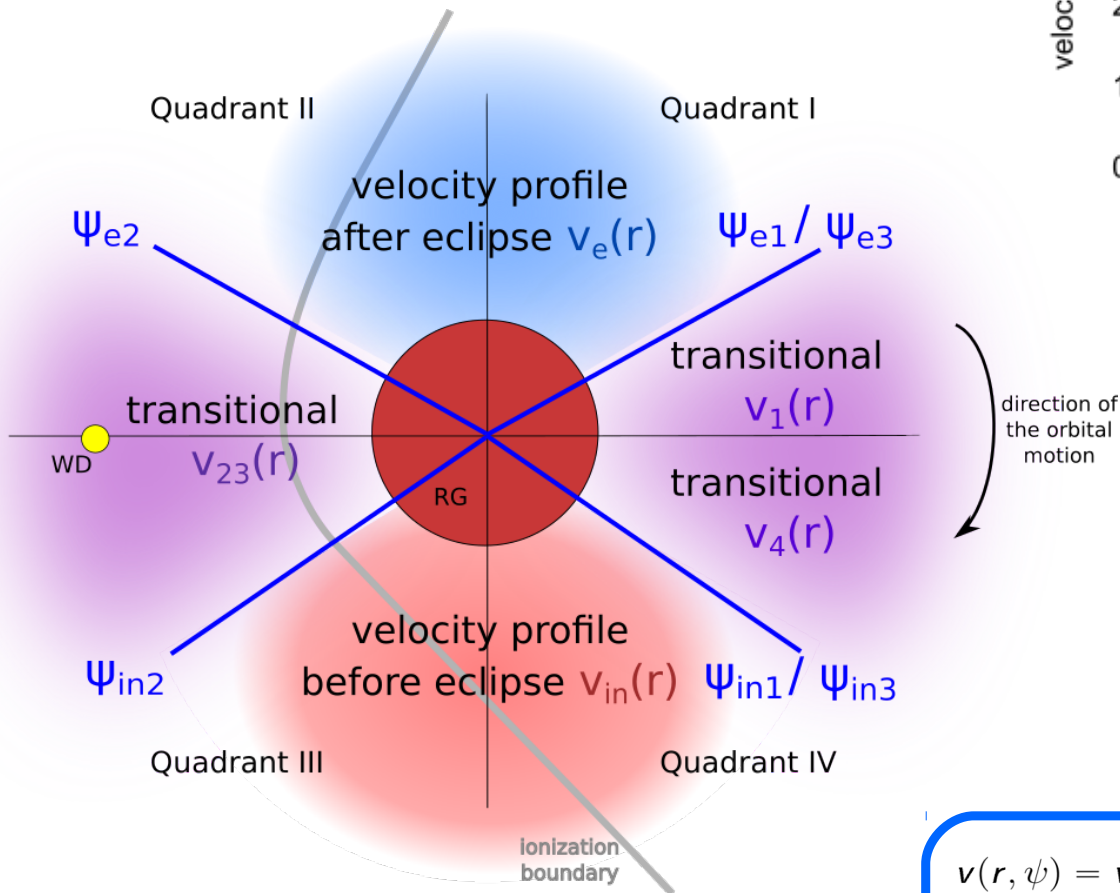 veloc
Quadrant II
Quadrant I
velocity profile
after eclipse vₑ(r)
ψe2
ψe1/ ψe3
transitional
v₁(r)
direction of
the orbital
motion
transitional
v₂₃(r)
WD
RG
transitional
v₄(r)
velocity profile
before eclipse vin(r)
ψin2
ψin1/ ψin3
Quadrant III
Quadrant IV
ionization
boundary
v(r, ψ) =